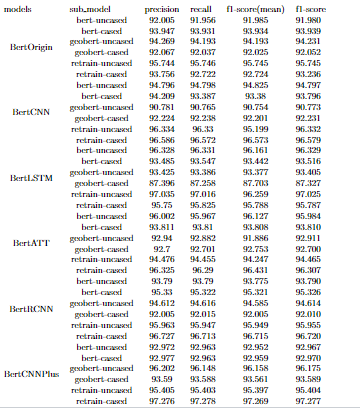 models sub_model precision recall f1-score(mean) f1-score
bert-uncased 92.005 91.956 91.985 91.980
bert-cased 93.947 93.931 93.934 93.939
BertOrigin geobert-uncased 94.269 94.193 94.193 94.231
geobert-cased 92.067 92.037 92.025 92.052
retrain-uncased 95.744 95.746 95.745 95.745
retrain-cased 93.756 92.722 92.724 93.236
bert-uncased 94.796 94.798 94.825 94.797
bert-cased 94.209 93.387 93.38 93.796
BertCNN geobert-uncased 90.781 90.765 90.754 90.773
geobert-cased 92.224 92.238 92.201 92.231
retrain-uncased 96.334 96.33 95.199 96.332
retrain-cased 96.586 96.572 96.573 96.579
bert-uncased 96.328 96.331 96.161 96.329
bert-cased 93.485 93.547 93.442 93.516
BertLSTM geobert-uncased 93.425 93.386 93.377 93.405
geobert-cased 87.396 87.258 87.703 87.327
retrain-uncased 97.035 97.016 96.259 97.025
retrain-cased 95.75 95.825 95.788 95.787
bert-uncased 96.002 95.967 96.127 95.984
bert-cased 93.811 93.81 93.808 93.810
BertATT geobert-uncased 92.94 92.882 91.886 92.911
geobert-cased 92.7 92.701 92.753 92.700
retrain-uncased 94.476 94.455 94.247 94.465
retrain-cased 96.325 96.29 96.431 96.307
bert-uncased 93.79 93.79 93.775 93.790
bert-cased 95.33 95.322 95.321 95.326
BertRCNN geobert-uncased 94.612 94.616 94.585 94.614
geobert-cased 92.005 92.015 92.005 92.010
retrain-uncased 95.963 95.947 95.949 95.955
retrain-cased 96.727 96.713 96.715 96.720
bert-uncased 92.972 92.963 92.952 92.967
bert-cased 92.977 92.963 92.959 92.970
BertCNNPlus geobert-uncased 96.202 96.148 96.158 96.175
geobert-cased 93.59 93.588 93.561 93.589
retrain-uncased 95.405 95.403 95.397 95.404
retrain-cased 97.276 97.278 97.269 97.277